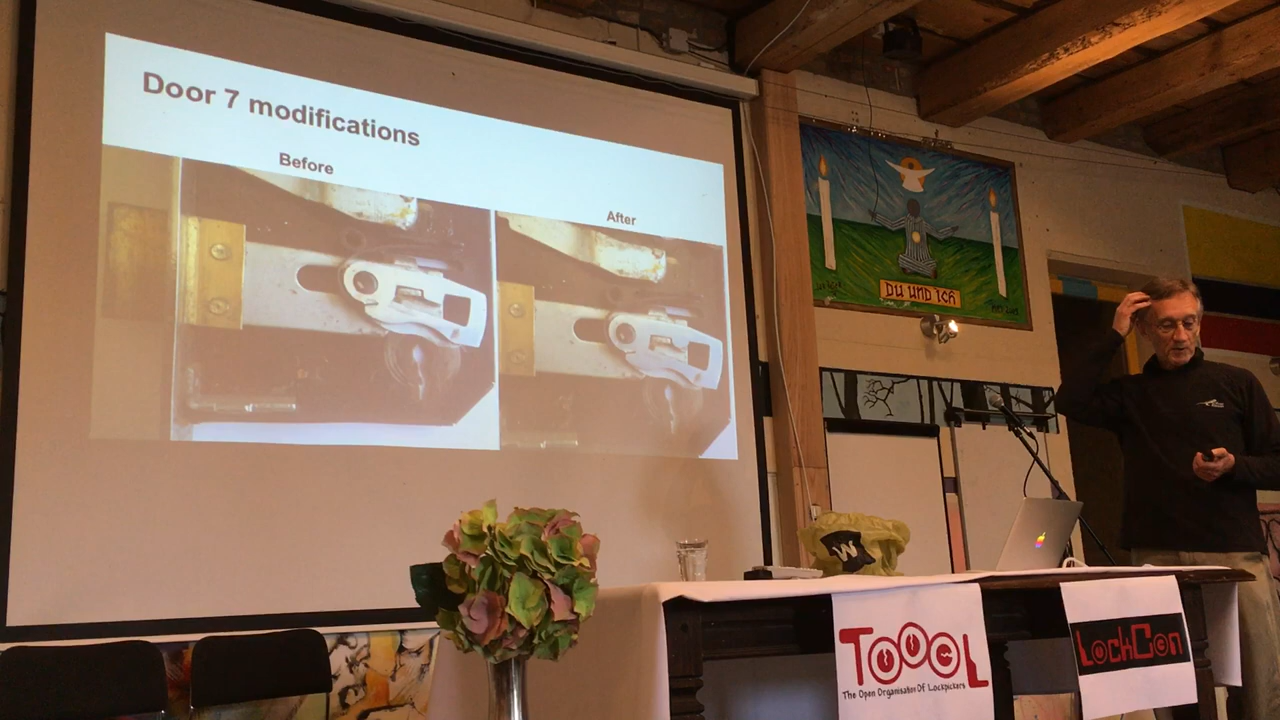 Door 7 modifications
Before
After
DU UND ICH
W
TOOOL
The Open Organisation Of Lockpickers
LockCon